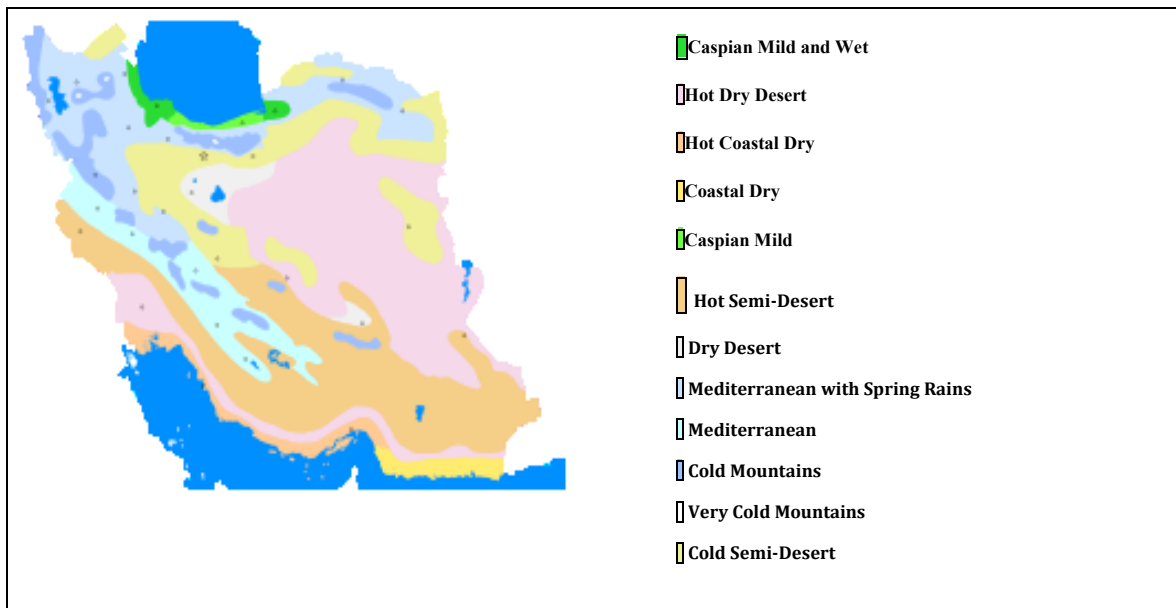 Caspian Mild and Wet
Hot Dry Desert
Hot Coastal Dry
Coastal Dry
Caspian Mild
Hot Semi-Desert
Dry Desert
Mediterranean with Spring Rains
Mediterranean
Cold Mountains
Very Cold Mountains
Cold Semi-Desert